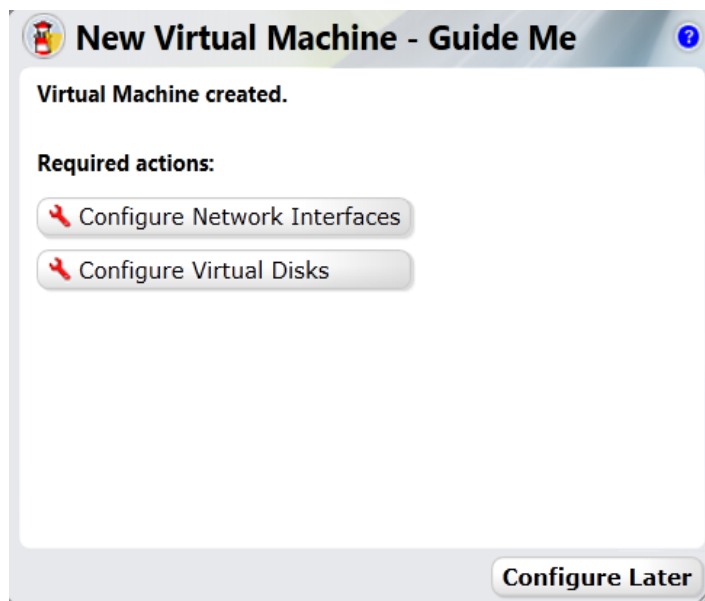 New Virtual Machine - Guide Me
?
Virtual Machine created.
Required actions:
Configure Network Interfaces
Configure Virtual Disks
Configure Later